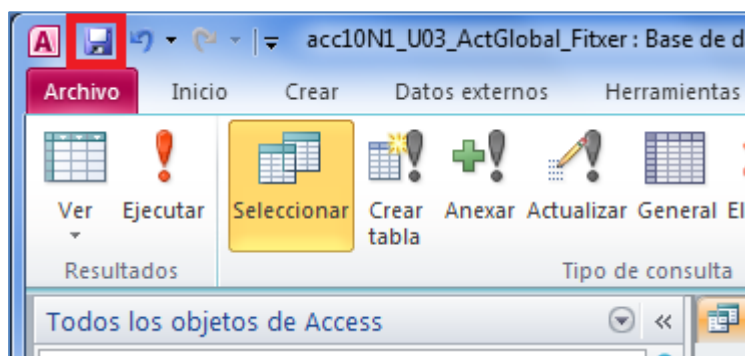 acc10N1_U03_ActGlobal_Fitxer : Base de d
Archivo Inicio Crear Datos externos Herramientas
Ver Ejecutar Seleccionar Crear tabla Anexar Actualizar General El
Resultados Tipo de consulta
Todos los objetos de Access